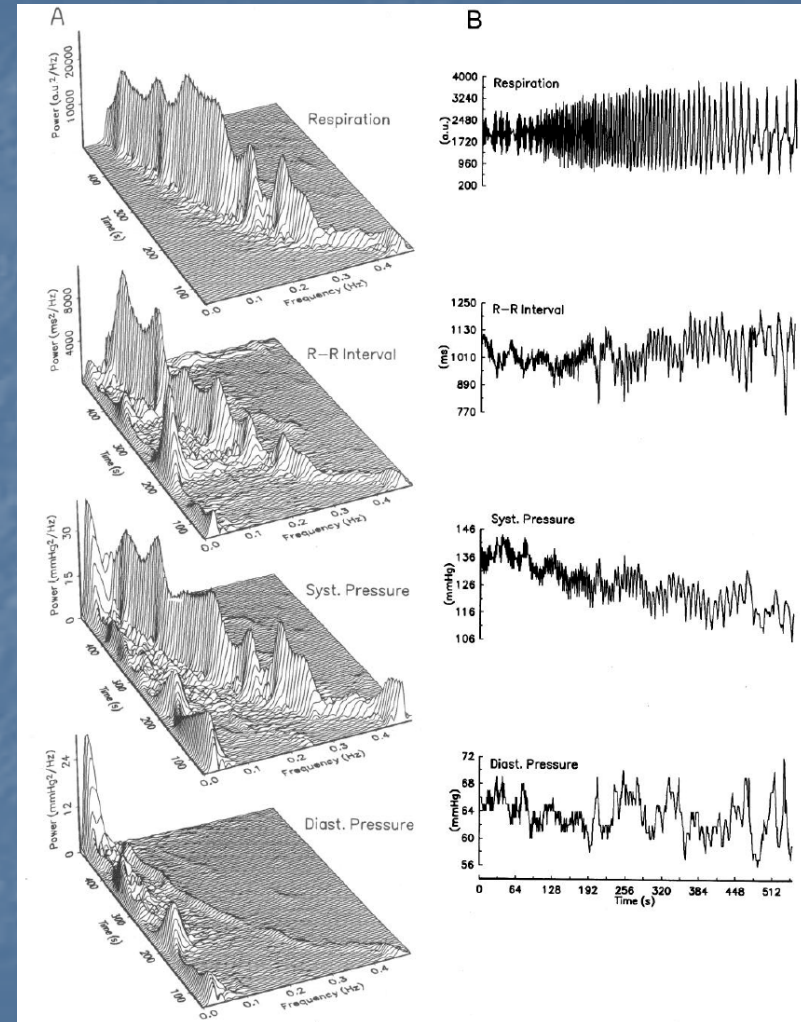 A
Power (a.u²/Hz)
20000
10000
Respiration
400
300
200
100
Time(s)
0.0
0.1
0.2
0.3
0.4
Frequency (Hz)
Power (ms²/Hz)
8000
4000
R-R Interval
400
300
200
100
Time(s)
0.0
0.1
0.2
0.3
0.4
Frequency (Hz)
Power (mmHg²/Hz)
30
15
0
Syst. Pressure
400
300
200
100
Time(s)
0.0
0.1
0.2
0.3
0.4
Frequency (Hz)
Power (mmHg²/Hz)
24
12
0
Diast. Pressure
400
300
200
100
Time(s)
0.0
0.1
0.2
0.3
0.4
Frequency (Hz)
B
Respiration
(a.u.)
4000
3240
2480
1720
960
200
R-R Interval
(ms)
1250
1130
1010
890
770
Syst. Pressure
(mmHg)
146
136
126
116
106
Diast. Pressure
(mmHg)
72
68
64
60
56
0 64 128 192 256 320 384 448 512
Time(s)